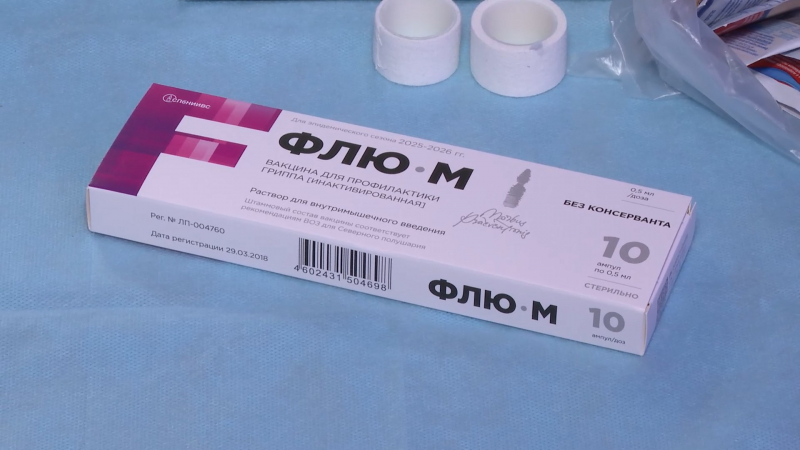 СПбНИИВС
Для эпидемического сезона 2025-2026 гг.
ФЛЮ·М
ВАКЦИНА ДЛЯ ПРОФИЛАКТИКИ
ГРИППА [ИНАКТИВИРОВАННАЯ]
Раствор для внутримышечного введения
Штаммовый состав вакцины соответствует
рекомендациям ВОЗ для Северного полушария
0,5 мл
/доза
БЕЗ КОНСЕРВАНТА
10
ампул
по 0,5 мл
СТЕРИЛЬНО
Рег. № ЛП-004760
Дата регистрации 29.03.2018
4602431504698
ФЛЮ·М
10
ампул/доз